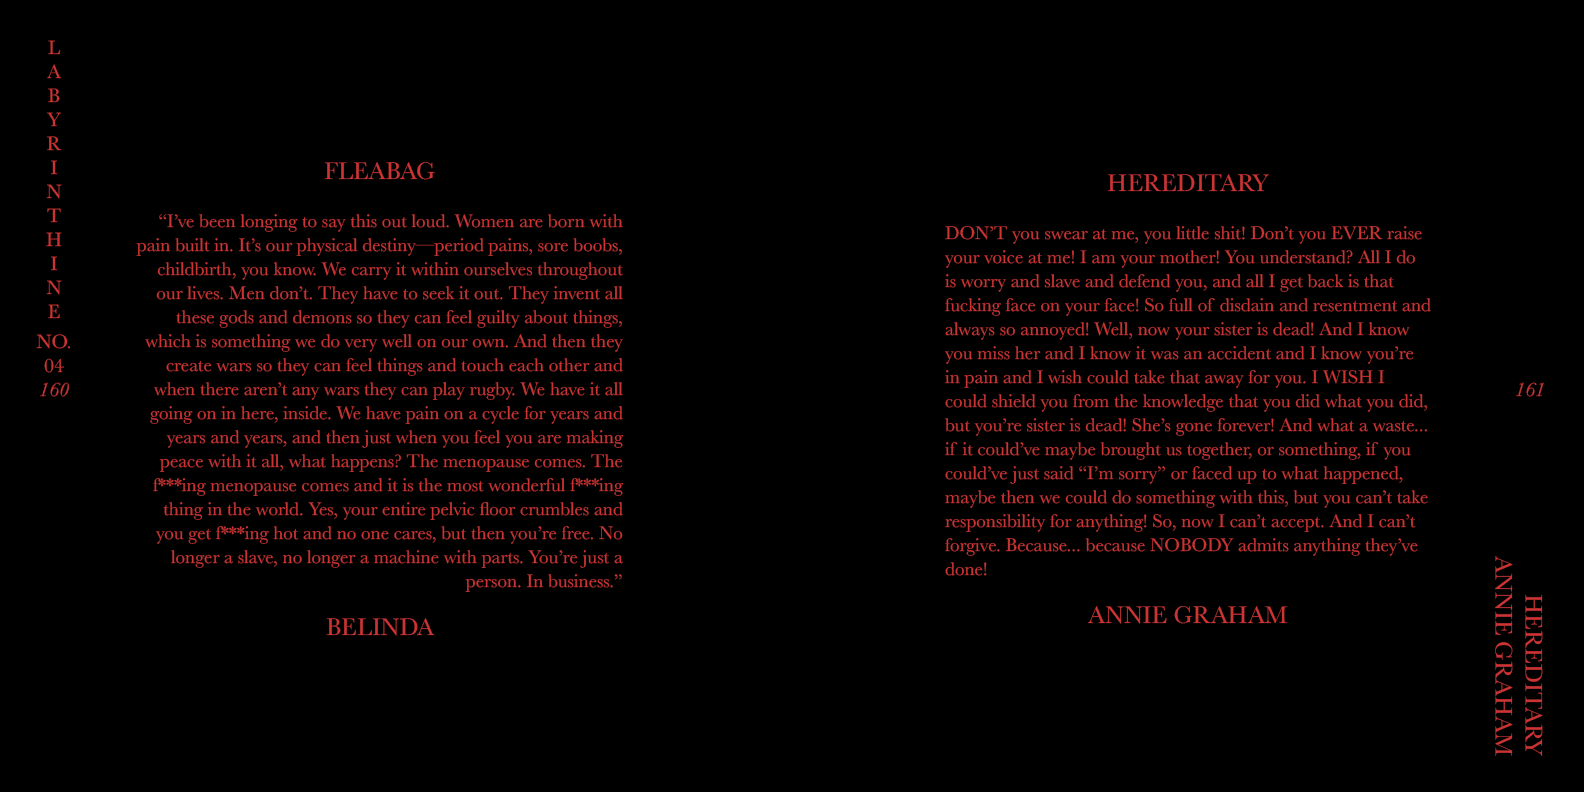 L
A
B
Y
R
I
N
T
H
I
N
E
NO.
04
160
FLEABAG
“I’ve been longing to say this out loud. Women are born with
pain built in. It’s our physical destiny—period pains, sore boobs,
childbirth, you know. We carry it within ourselves throughout
our lives. Men don’t. They have to seek it out. They invent all
these gods and demons so they can feel guilty about things,
which is something we do very well on our own. And then they
create wars so they can feel things and touch each other and
when there aren’t any wars they can play rugby. We have it all
going on in here, inside. We have pain on a cycle for years and
years and years, and then just when you feel you are making
peace with it all, what happens? The menopause comes. The
f***ing menopause comes and it is the most wonderful f***ing
thing in the world. Yes, your entire pelvic floor crumbles and
you get f***ing hot and no one cares, but then you’re free. No
longer a slave, no longer a machine with parts. You’re just a
person. In business.”
BELINDA
HEREDITARY
DON’T you swear at me, you little shit! Don’t you EVER raise
your voice at me! I am your mother! You understand? All I do
is worry and slave and defend you, and all I get back is that
fucking face on your face! So full of disdain and resentment and
always so annoyed! Well, now your sister is dead! And I know
you miss her and I know it was an accident and I know you’re
in pain and I wish could take that away for you. I WISH I
could shield you from the knowledge that you did what you did,
but you’re sister is dead! She’s gone forever! And what a waste...
if it could’ve maybe brought us together, or something, if you
could’ve just said “I’m sorry” or faced up to what happened,
maybe then we could do something with this, but you can’t take
responsibility for anything! So, now I can’t accept. And I can’t
forgive. Because... because NOBODY admits anything they’ve
done!
ANNIE GRAHAM
161
HEREDITARY
ANNIE GRAHAM